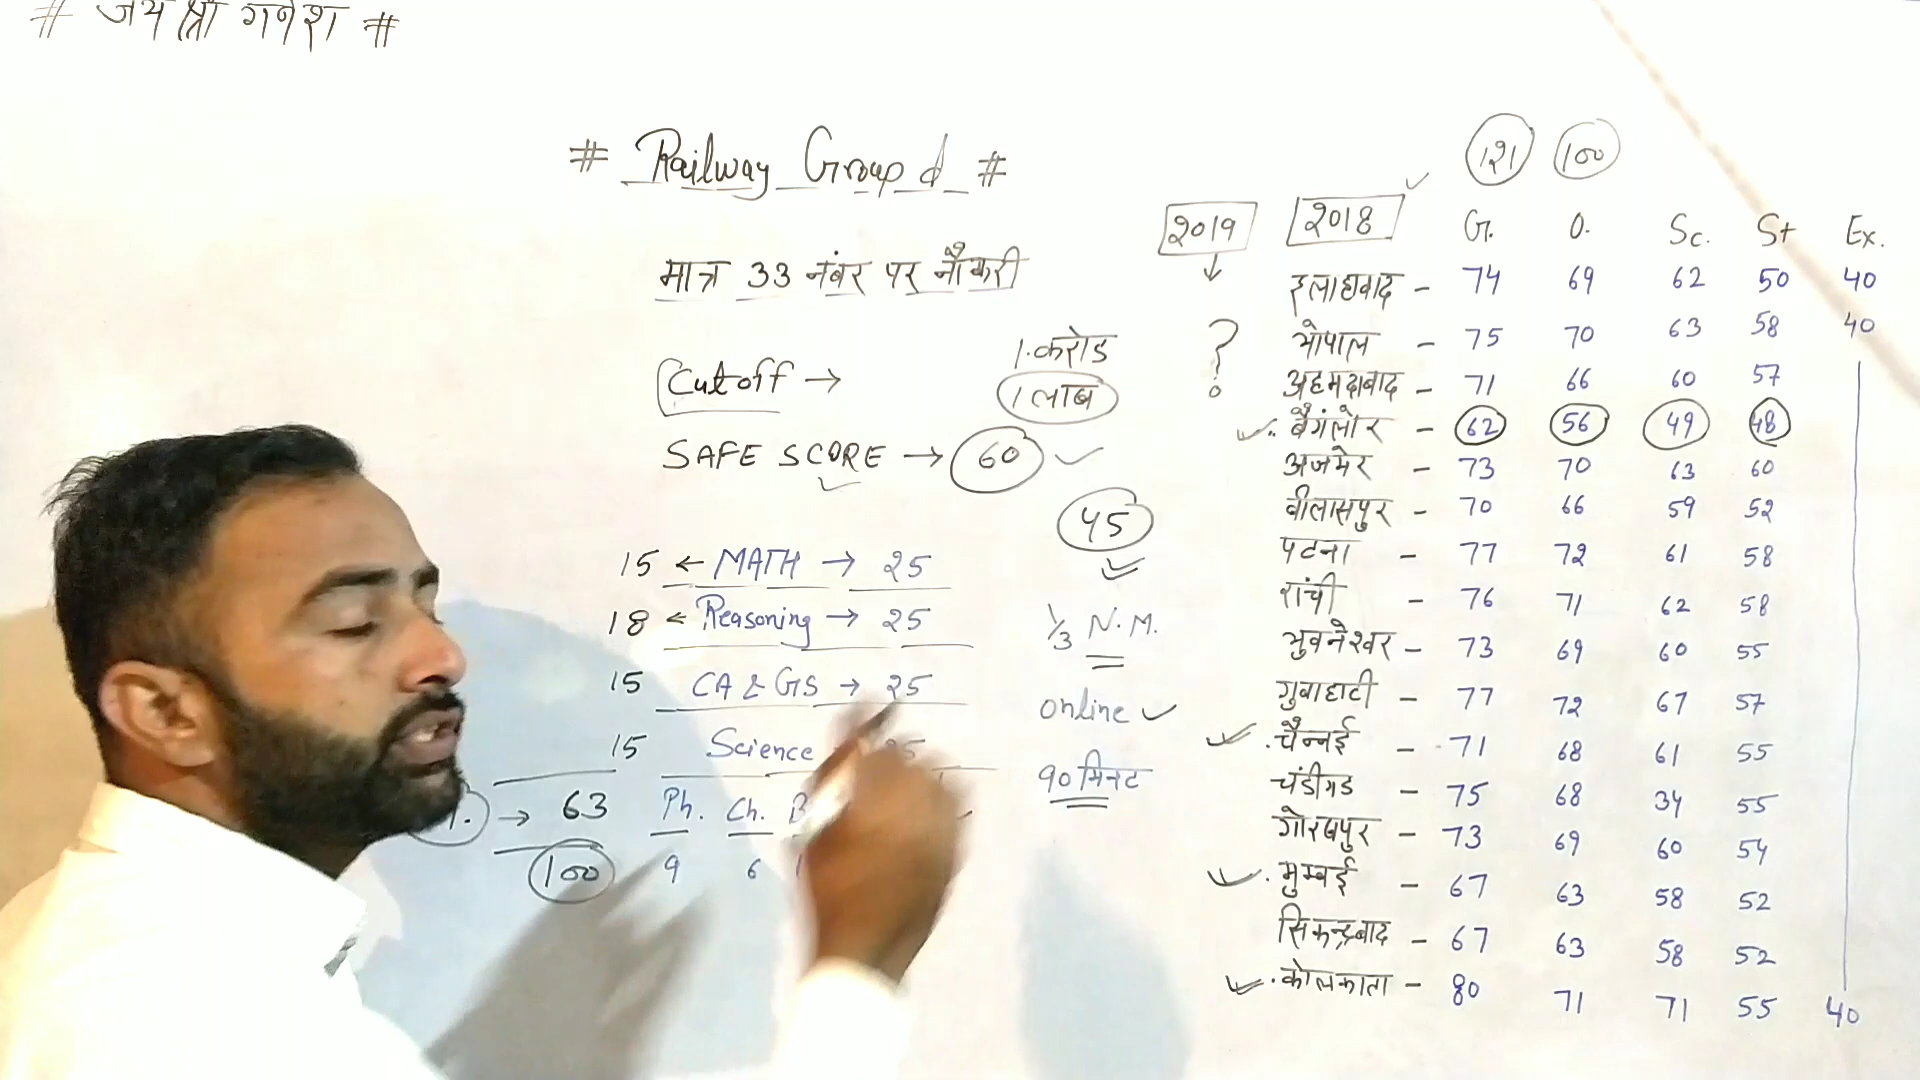 # जय श्री गणेश #
# Railway Group d #
मात्र 33 नंबर पर नौकरी
Cutoff →
1.करोड
1 लाख
SAFE SCORE → 60
45
15 ← MATH → 25
18 ← Reasoning → 25
15 CA & GS → 25
15 Science 25
→ 63
100
Ph. Ch. B
9 6 1
1/3 N.M.
online
90 मिनट
121 100
2019 2018 G. O. Sc. St Ex.
?
इलाहाबाद - 74 69 62 50 40
भोपाल - 75 70 63 58 40
अहमदाबाद - 71 66 60 57
बैगंलोर - 62 56 49 48
अजमेर - 73 70 63 60
बीलासपुर - 70 66 59 52
पटना - 77 72 61 58
रांची - 76 71 62 58
भुवनेश्वर - 73 69 60 55
गुवाहाटी - 77 72 67 57
चैन्नई - 71 68 61 55
चंडीगड - 75 68 34 55
गोरखपुर - 73 69 60 54
मुम्बई - 67 63 58 52
सिकन्द्रबाद - 67 63 58 52
कोलकाता - 80 71 71 55 40